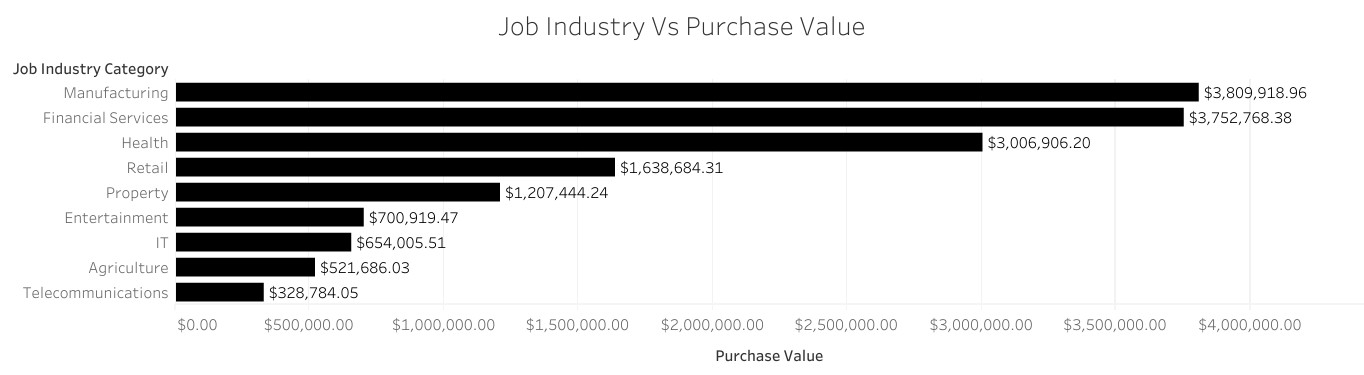 Job Industry Vs Purchase Value
Job Industry Category
Manufacturing $3,809,918.96
Financial Services $3,752,768.38
Health $3,006,906.20
Retail $1,638,684.31
Property $1,207,444.24
Entertainment $700,919.47
IT $654,005.51
Agriculture $521,686.03
Telecommunications $328,784.05
$0.00 $500,000.00 $1,000,000.00 $1,500,000.00 $2,000,000.00 $2,500,000.00 $3,000,000.00 $3,500,000.00 $4,000,000.00
Purchase Value